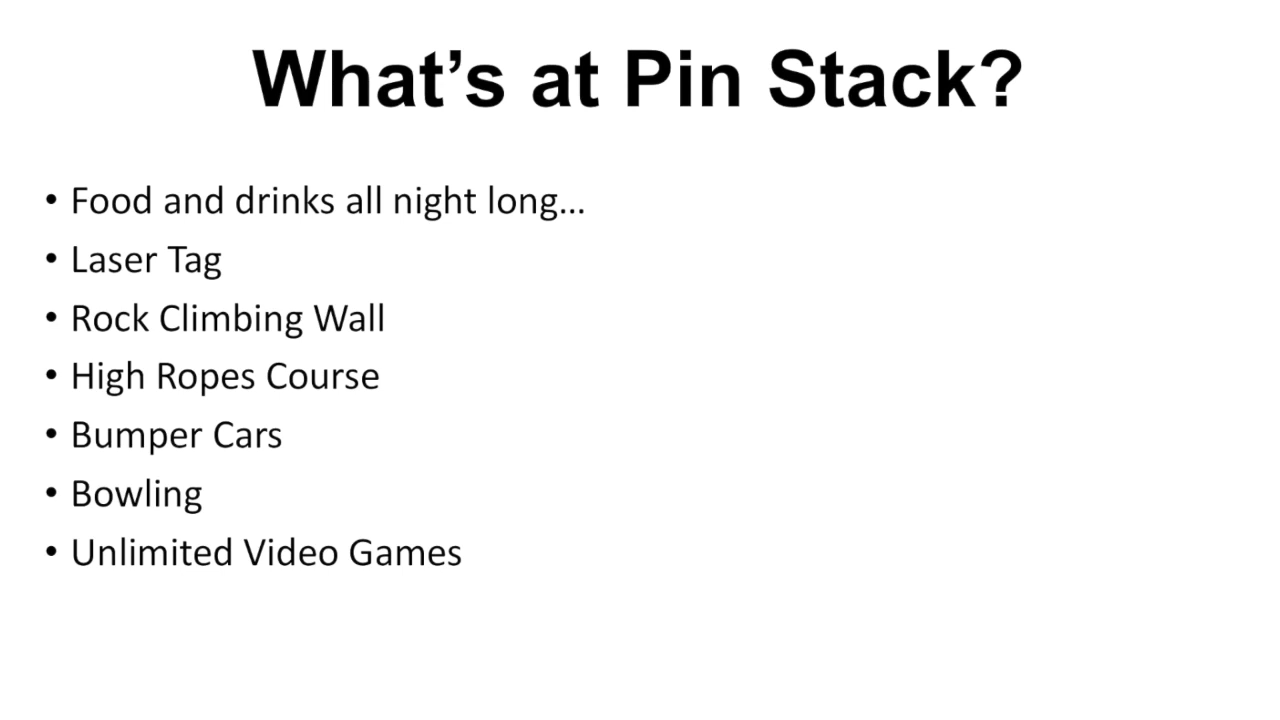 What’s at Pin Stack?
• Food and drinks all night long…
• Laser Tag
• Rock Climbing Wall
• High Ropes Course
• Bumper Cars
• Bowling
• Unlimited Video Games